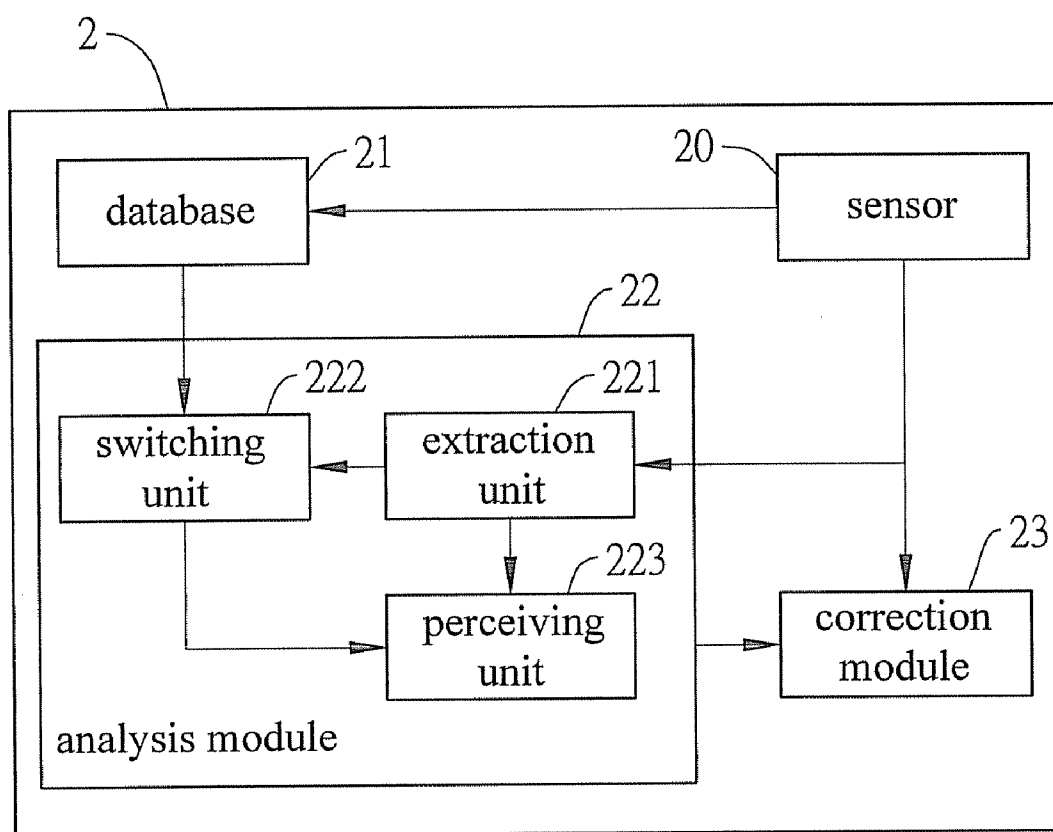 2
21
20
database
sensor
22
222
221
switching
unit
extraction
unit
223
23
perceiving
unit
correction
module
analysis module